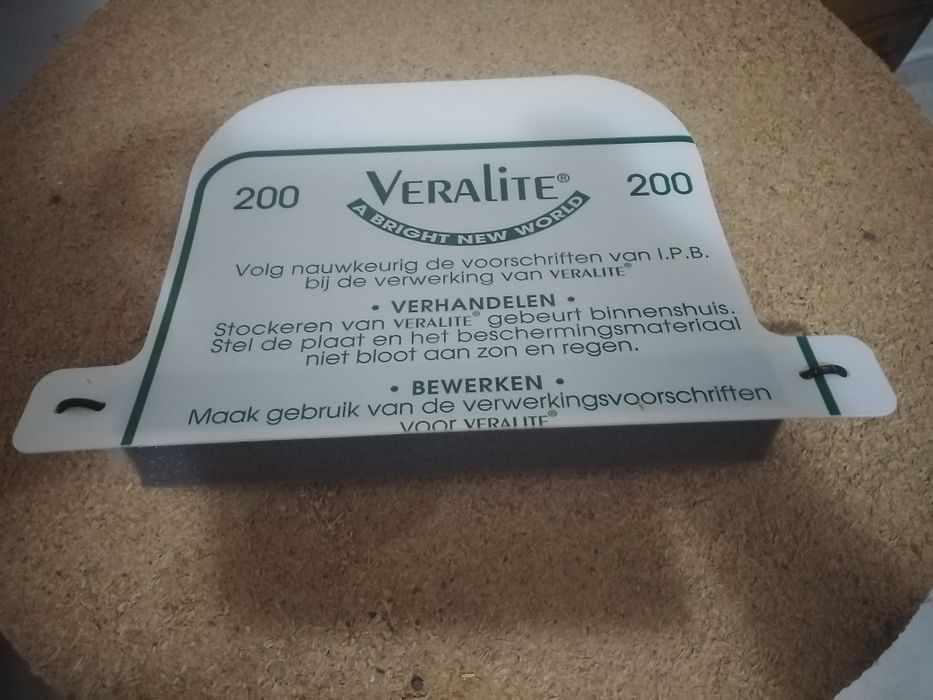 200 VERALITE® 200
A BRIGHT NEW WORLD
Volg nauwkeurig de voorschriften van I.P.B.
bij de verwerking van VERALITE®
• VERHANDELEN •
Stockeren van VERALITE® gebeurt binnenshuis.
Stel de plaat en het beschermingsmateriaal
niet bloot aan zon en regen.
• BEWERKEN •
Maak gebruik van de verwerkingsvoorschriften
voor VERALITE®